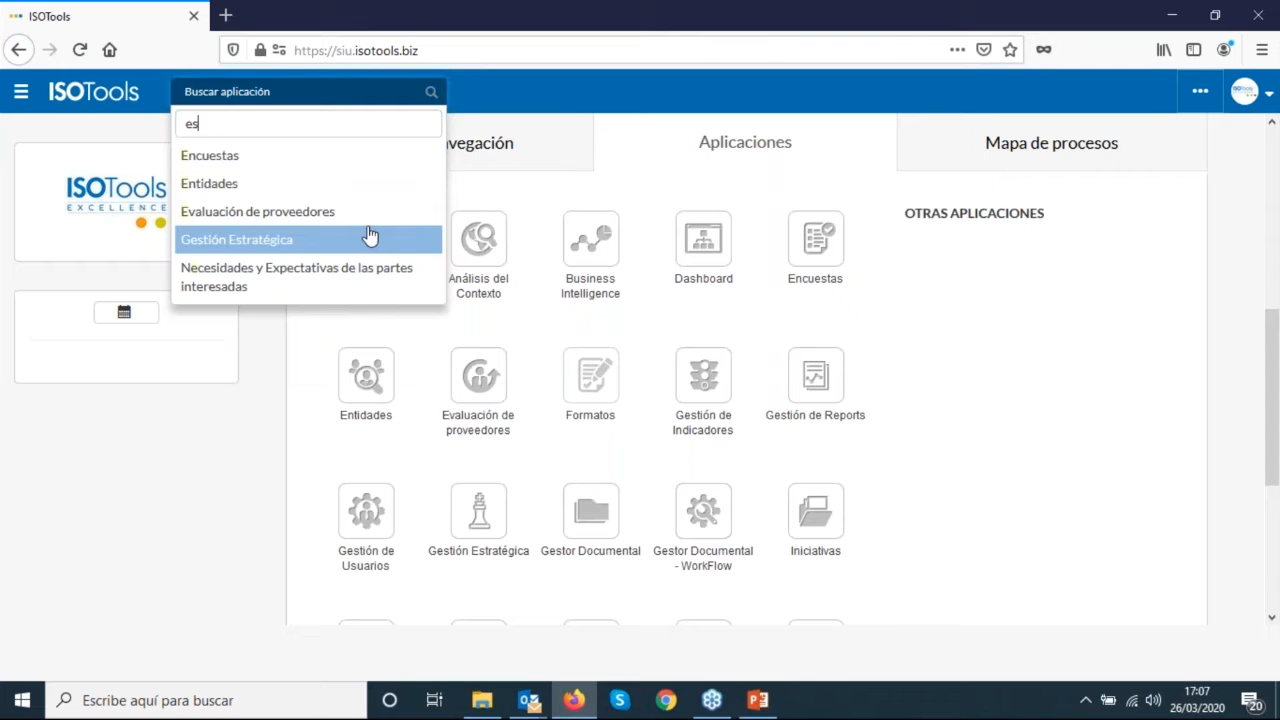 ISOTools
https://siu.isotools.biz
ISOTools
Buscar aplicación
es
Encuestas
Entidades
Evaluación de proveedores
Gestión Estratégica
Necesidades y Expectativas de las partes
interesadas
vegación
Aplicaciones
Mapa de procesos
ISOTools
EXCELLENCE
OTRAS APLICACIONES
Análisis del
Contexto
Business
Intelligence
Dashboard
Encuestas
Entidades
Evaluación de
proveedores
Formatos
Gestión de
Indicadores
Gestión de Reports
Gestión de
Usuarios
Gestión Estratégica
Gestor Documental
Gestor Documental
- WorkFlow
Iniciativas
Escribe aquí para buscar
17:07
26/03/2020
20